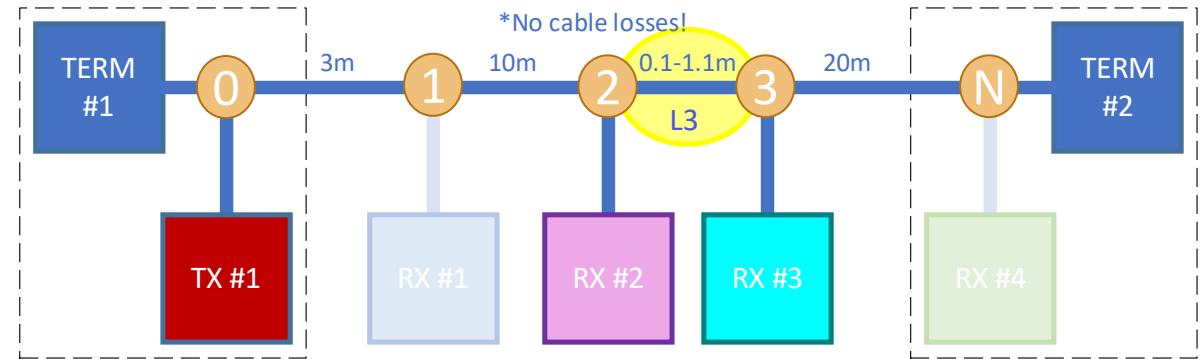 *No cable losses!
TERM
#1
0
3m
1
10m
2
0.1-1.1m
L3
3
20m
N
TERM
#2
TX #1
RX #1
RX #2
RX #3
RX #4